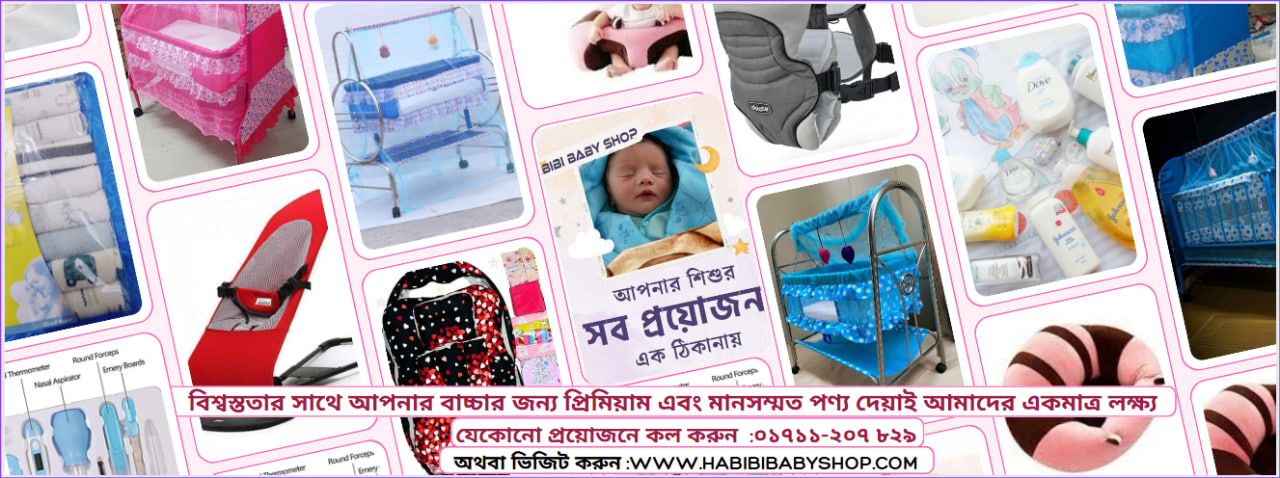 Dove
chicco
BIBI BABY SHOP
Johnson's
আপনার শিশুর
সব প্রয়োজন
এক ঠিকানায়
Round Forceps
Thermometer
Emery Boards
Nasal Aspirator
Round Forceps
বিশ্বস্ততার সাথে আপনার বাচ্চার জন্য প্রিমিয়াম এবং মানসম্মত পণ্য দেয়াই আমাদের একমাত্র লক্ষ্য
যেকোনো প্রয়োজনে কল করুন :০১৭১১-২০৭ ৮২৯
অথবা ভিজিট করুন :WWW.HABIBIBABYSHOP.COM
Round Forceps
Thermometer